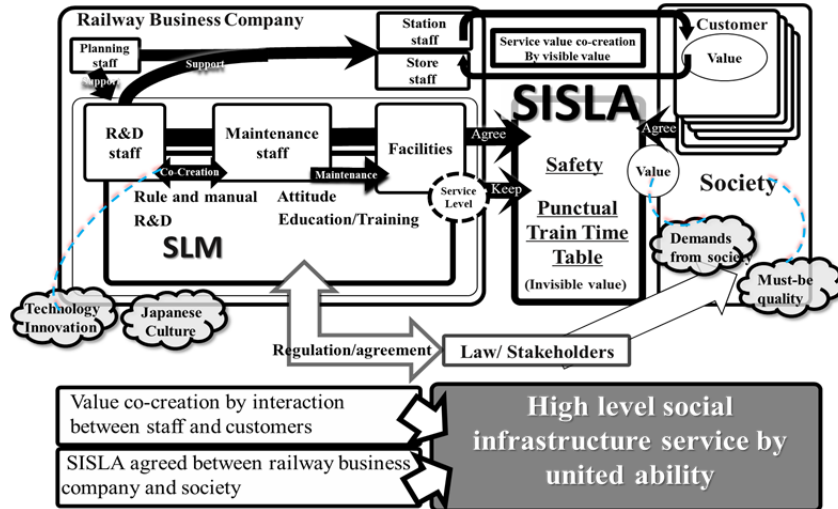 Railway Business Company
Planning
staff
Support
Support
Station
staff
Store
staff
Service value co-creation
By visible value
Customer
Value
R&D
staff
Maintenance
staff
Facilities
Co-Creation
Maintenance
Rule and manual
R&D
Attitude
Education/Training
SLM
Service
Level
Agree
Keep
SISLA
Safety
Punctual
Train Time
Table
(Invisible value)
Agree
Value
Society
Demands
from society
Must-be
quality
Technology
Innovation
Japanese
Culture
Regulation/agreement
Law/ Stakeholders
Value co-creation by interaction
between staff and customers
SISLA agreed between railway business
company and society
High level social
infrastructure service by
united ability